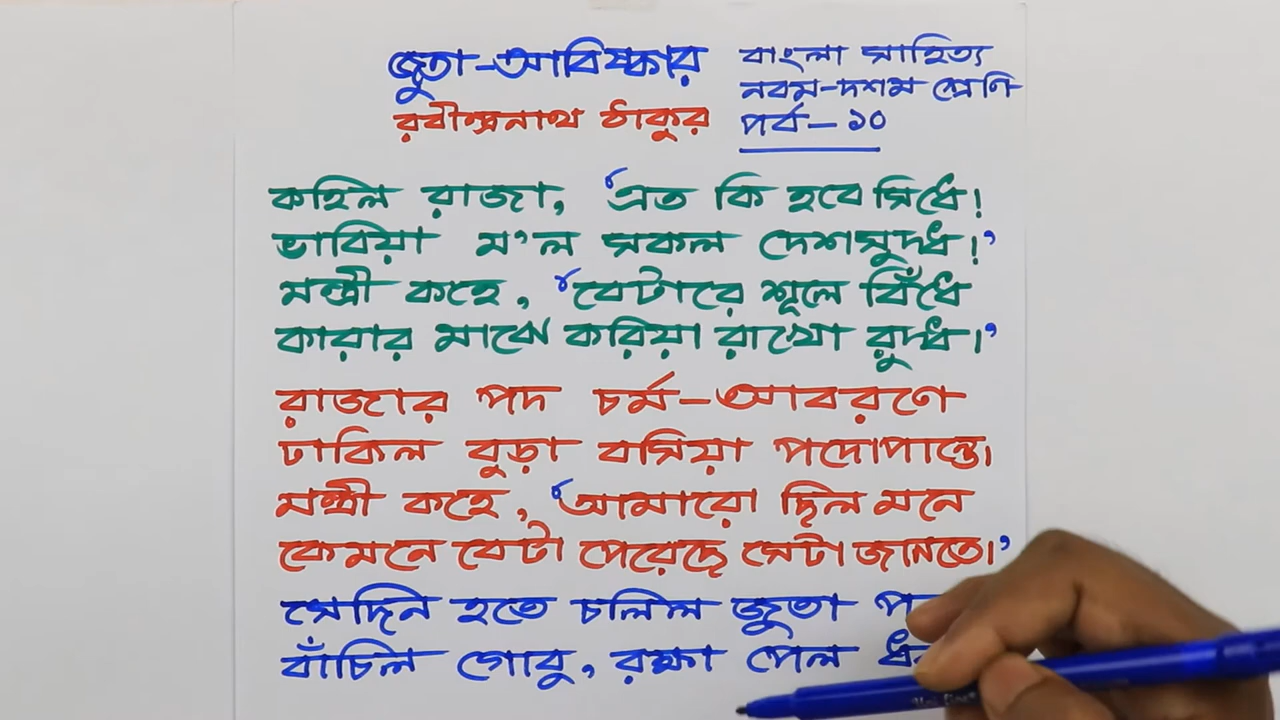 জুতা-আবিষ্কার
রবীন্দ্রনাথ ঠাকুর
বাংলা সাহিত্য
নবম-দশম শ্রেণি
পর্ব-১০
কহিল রাজা, ‘এত কি হবে সিধে!
ভাবিয়া ম'ল সকল দেশসুদ্ধ!’
মন্ত্রী কহে, ‘বেটারে শূলে বিঁধে
কারার মাঝে করিয়া রাখো রুদ্ধ।’
রাজার পদ চর্ম-আবরণে
ঢাকিল বুড়া বসিয়া পদোপান্তে।
মন্ত্রী কহে, ‘আমারো ছিল মনে
কেমনে বেটা পেরেছে সেটা জানতে।’
সেদিন হতে চলিল জুতা
বাঁচিল গোবু, রক্ষা পেল